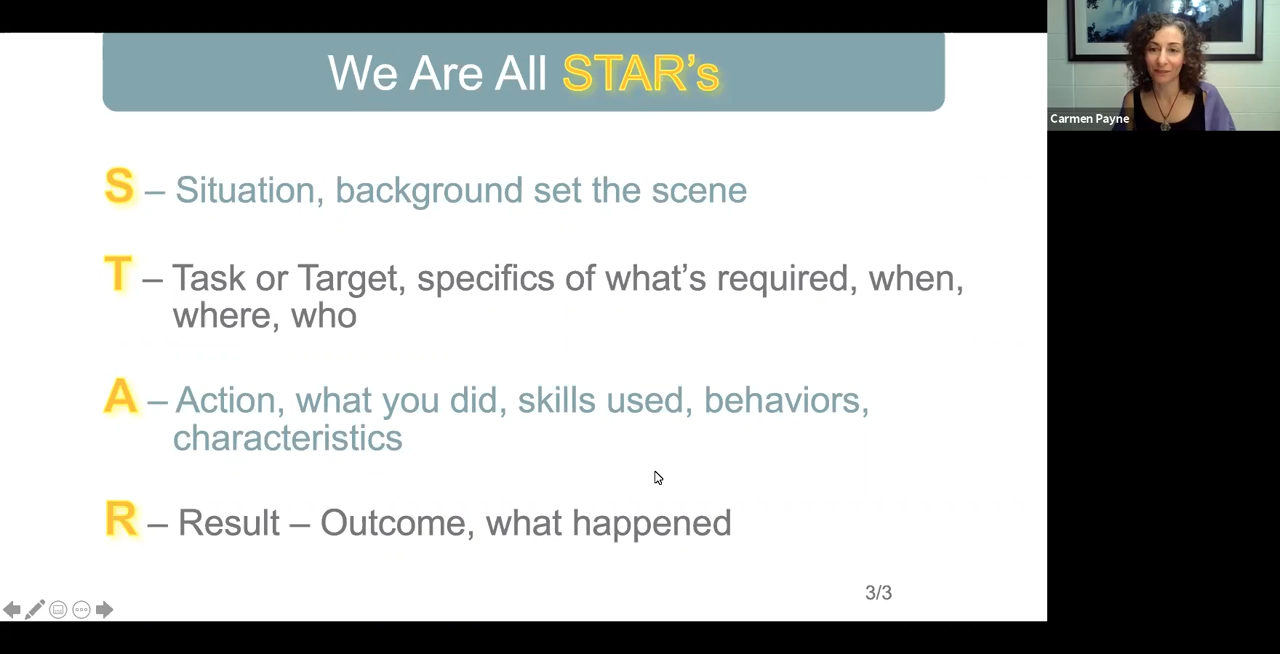 We Are All STAR's
Carmen Payne
S – Situation, background set the scene
T – Task or Target, specifics of what's required, when,
where, who
A – Action, what you did, skills used, behaviors,
characteristics
R – Result – Outcome, what happened
3/3